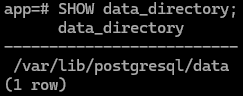 app=# SHOW data_directory;
      data_directory
--------------------------
 /var/lib/postgresql/data
(1 row)